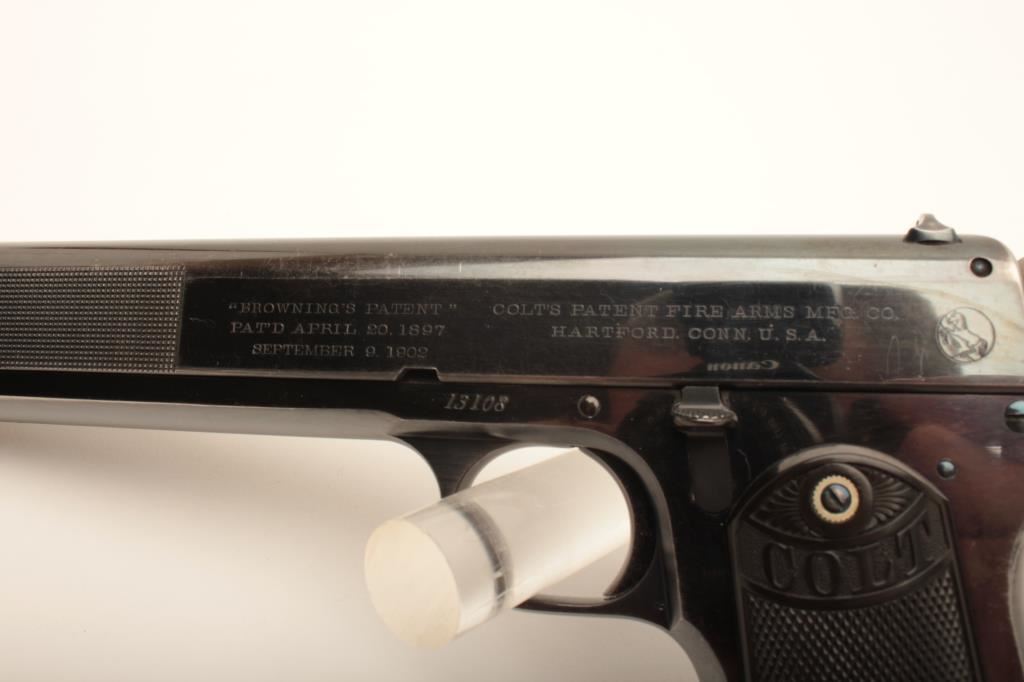 "BROWNING'S PATENT"
PAT'D APRIL 20, 1897
SEPTEMBER 9, 1902
COLT'S PATENT FIRE ARMS MFG. CO.
HARTFORD, CONN, U.S.A.
Canon
13108
COLT